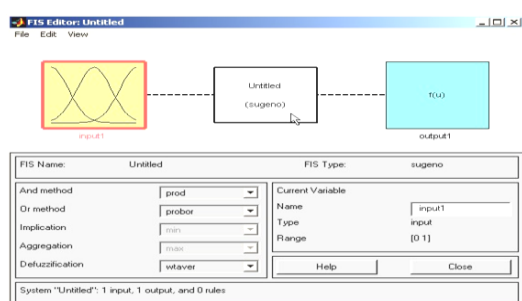 FIS Editor: Untitled
File Edit View
Untitled
(sugeno)
f(u)
input1
output1
FIS Name: Untitled FIS Type: sugeno
And method prod
Or method probor
Implication min
Aggregation max
Defuzzification wtaver
Current Variable
Name input1
Type input
Range [0 1]
Help Close
System "Untitled": 1 input, 1 output, and 0 rules